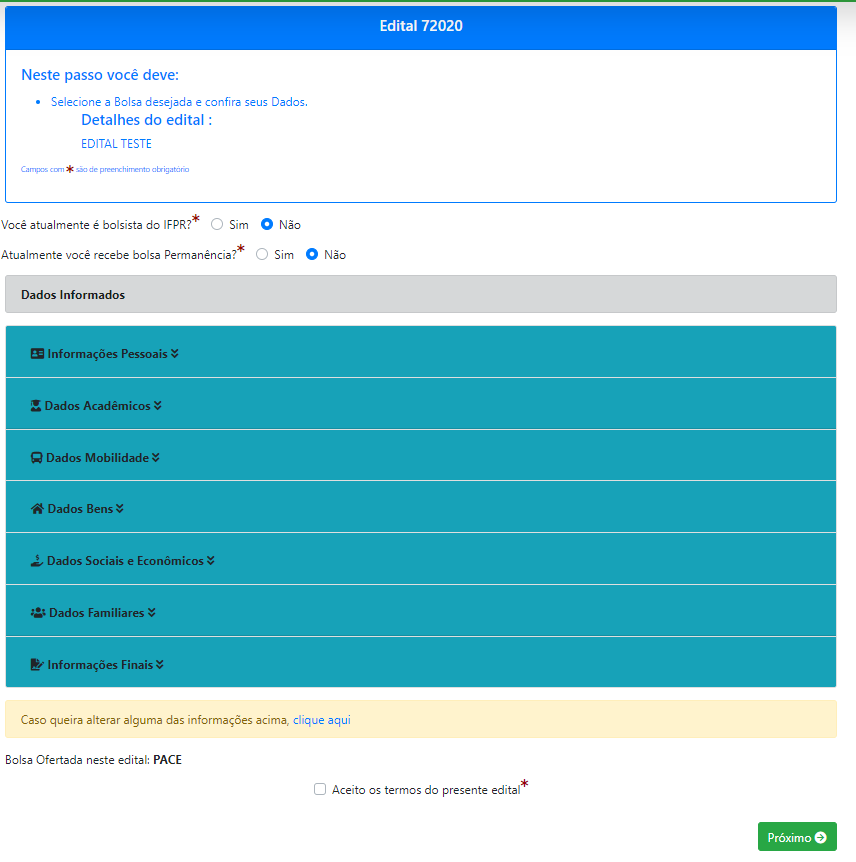 Edital 72020
Neste passo você deve:
Selecione a Bolsa desejada e confira seus Dados.
Detalhes do edital :
EDITAL TESTE
Campos com * são de preenchimento obrigatório
Você atualmente é bolsista do IFPR?* Sim Não
Atualmente você recebe bolsa Permanência?* Sim Não
Dados Informados
Informações Pessoais
Dados Acadêmicos
Dados Mobilidade
Dados Bens
Dados Sociais e Econômicos
Dados Familiares
Informações Finais
Caso queira alterar alguma das informações acima, clique aqui
Bolsa Ofertada neste edital: PACE
Aceito os termos do presente edital*
Próximo